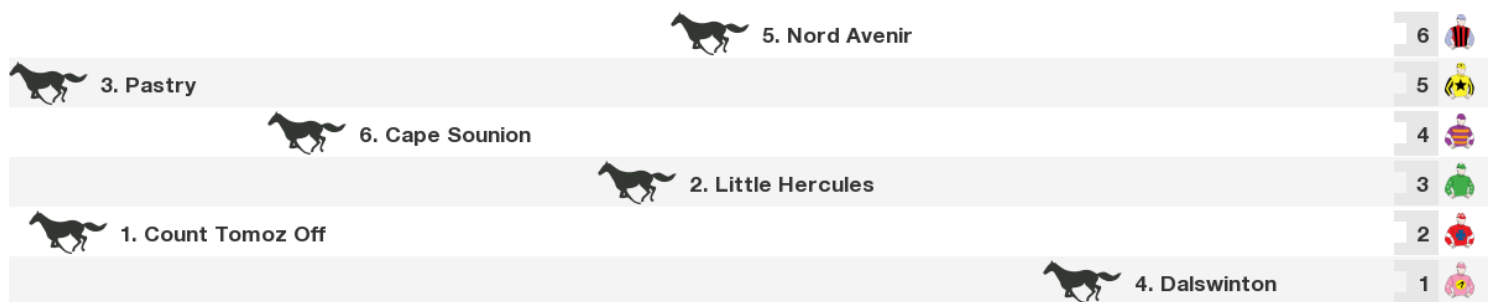 5. Nord Avenir 6
3. Pastry 5
6. Cape Sounion 4
2. Little Hercules 3
1. Count Tomoz Off 2
4. Dalswinton 1